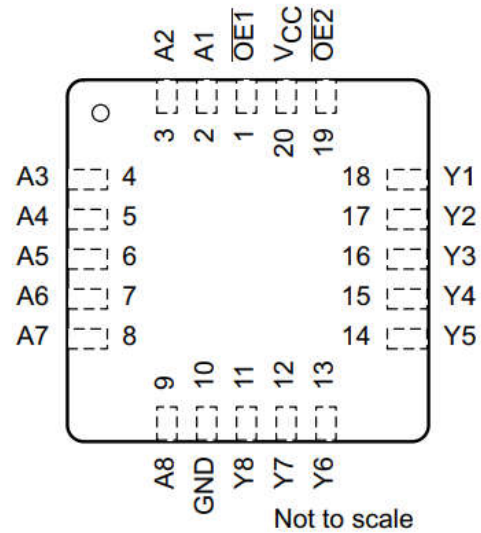 A2 A1 O̅E̅1̅ VCC O̅E̅2̅
3 2 1 20 19
A3 4 18 Y1
A4 5 17 Y2
A5 6 16 Y3
A6 7 15 Y4
A7 8 14 Y5
9 10 11 12 13
A8 GND Y8 Y7 Y6
Not to scale